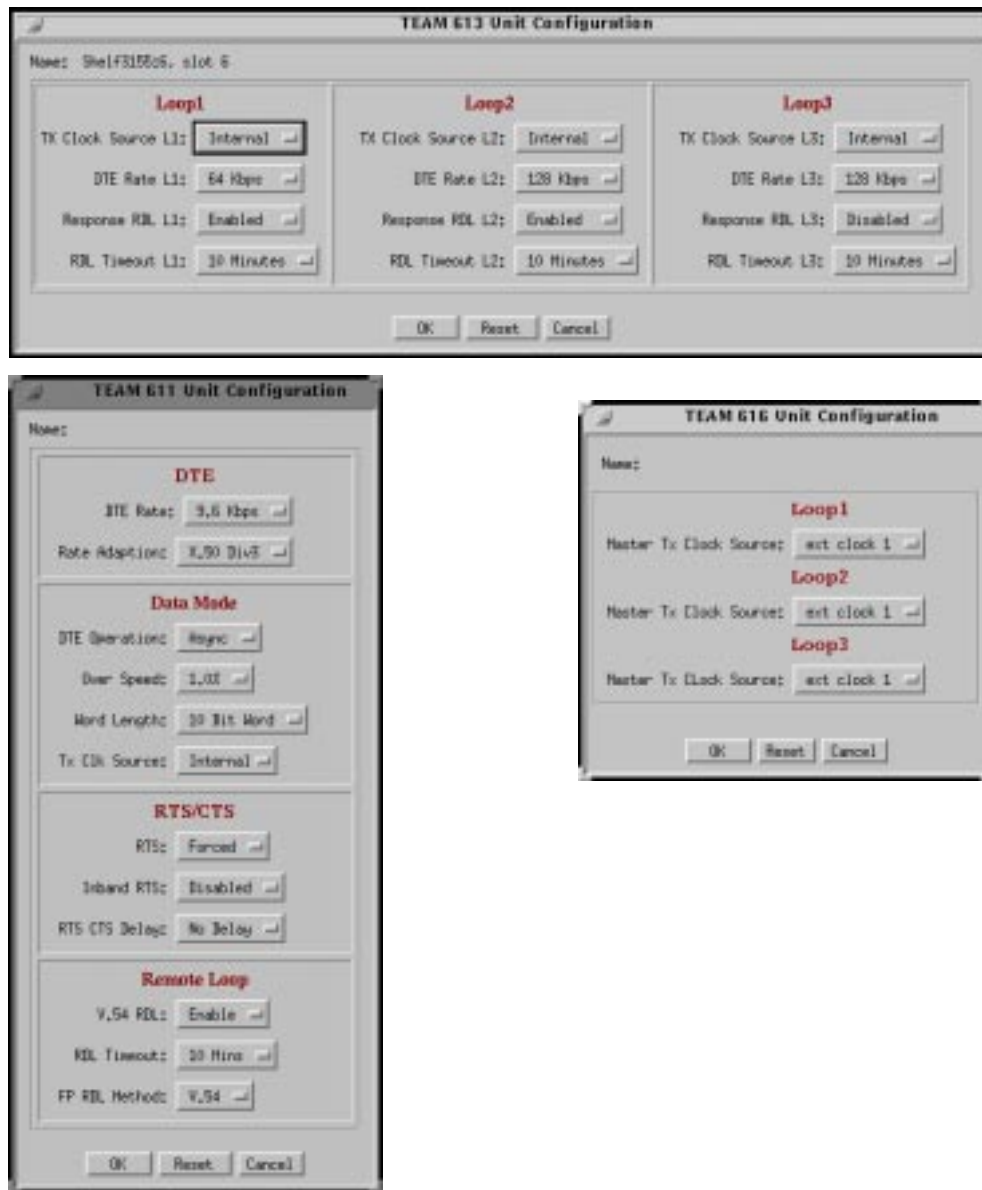 TEAM 613 Unit Configuration
Name: Shelf3155c6, slot 6
Loop1 Loop2 Loop3
TX Clock Source L1: Internal TX Clock Source L2: Internal TX Clock Source L3: Internal
DTE Rate L1: 64 Kbps DTE Rate L2: 128 Kbps DTE Rate L3: 128 Kbps
Response RDL L1: Enabled Response RDL L2: Enabled Response RDL L3: Disabled
RDL Timeout L1: 10 Minutes RDL Timeout L2: 10 Minutes RDL Timeout L3: 10 Minutes
OK Reset Cancel
TEAM 611 Unit Configuration
Name:
DTE
DTE Rate: 9.6 Kbps
Rate Adaption: X.50 Div3
Data Mode
DTE Operation: Async
Over Speed: 1.0%
Word Length: 10 Bit Word
Tx Clk Source: Internal
RTS/CTS
RTS: Forced
Inband RTS: Disabled
RTS CTS Delay: No Delay
Remote Loop
V.54 RDL: Enable
RDL Timeout: 10 Mins
FP RDL Method: V.54
OK Reset Cancel
TEAM 616 Unit Configuration
Name:
Loop1
Master Tx Clock Source: ext clock 1
Loop2
Master Tx Clock Source: ext clock 1
Loop3
Master Tx Clock Source: ext clock 1
OK Reset Cancel